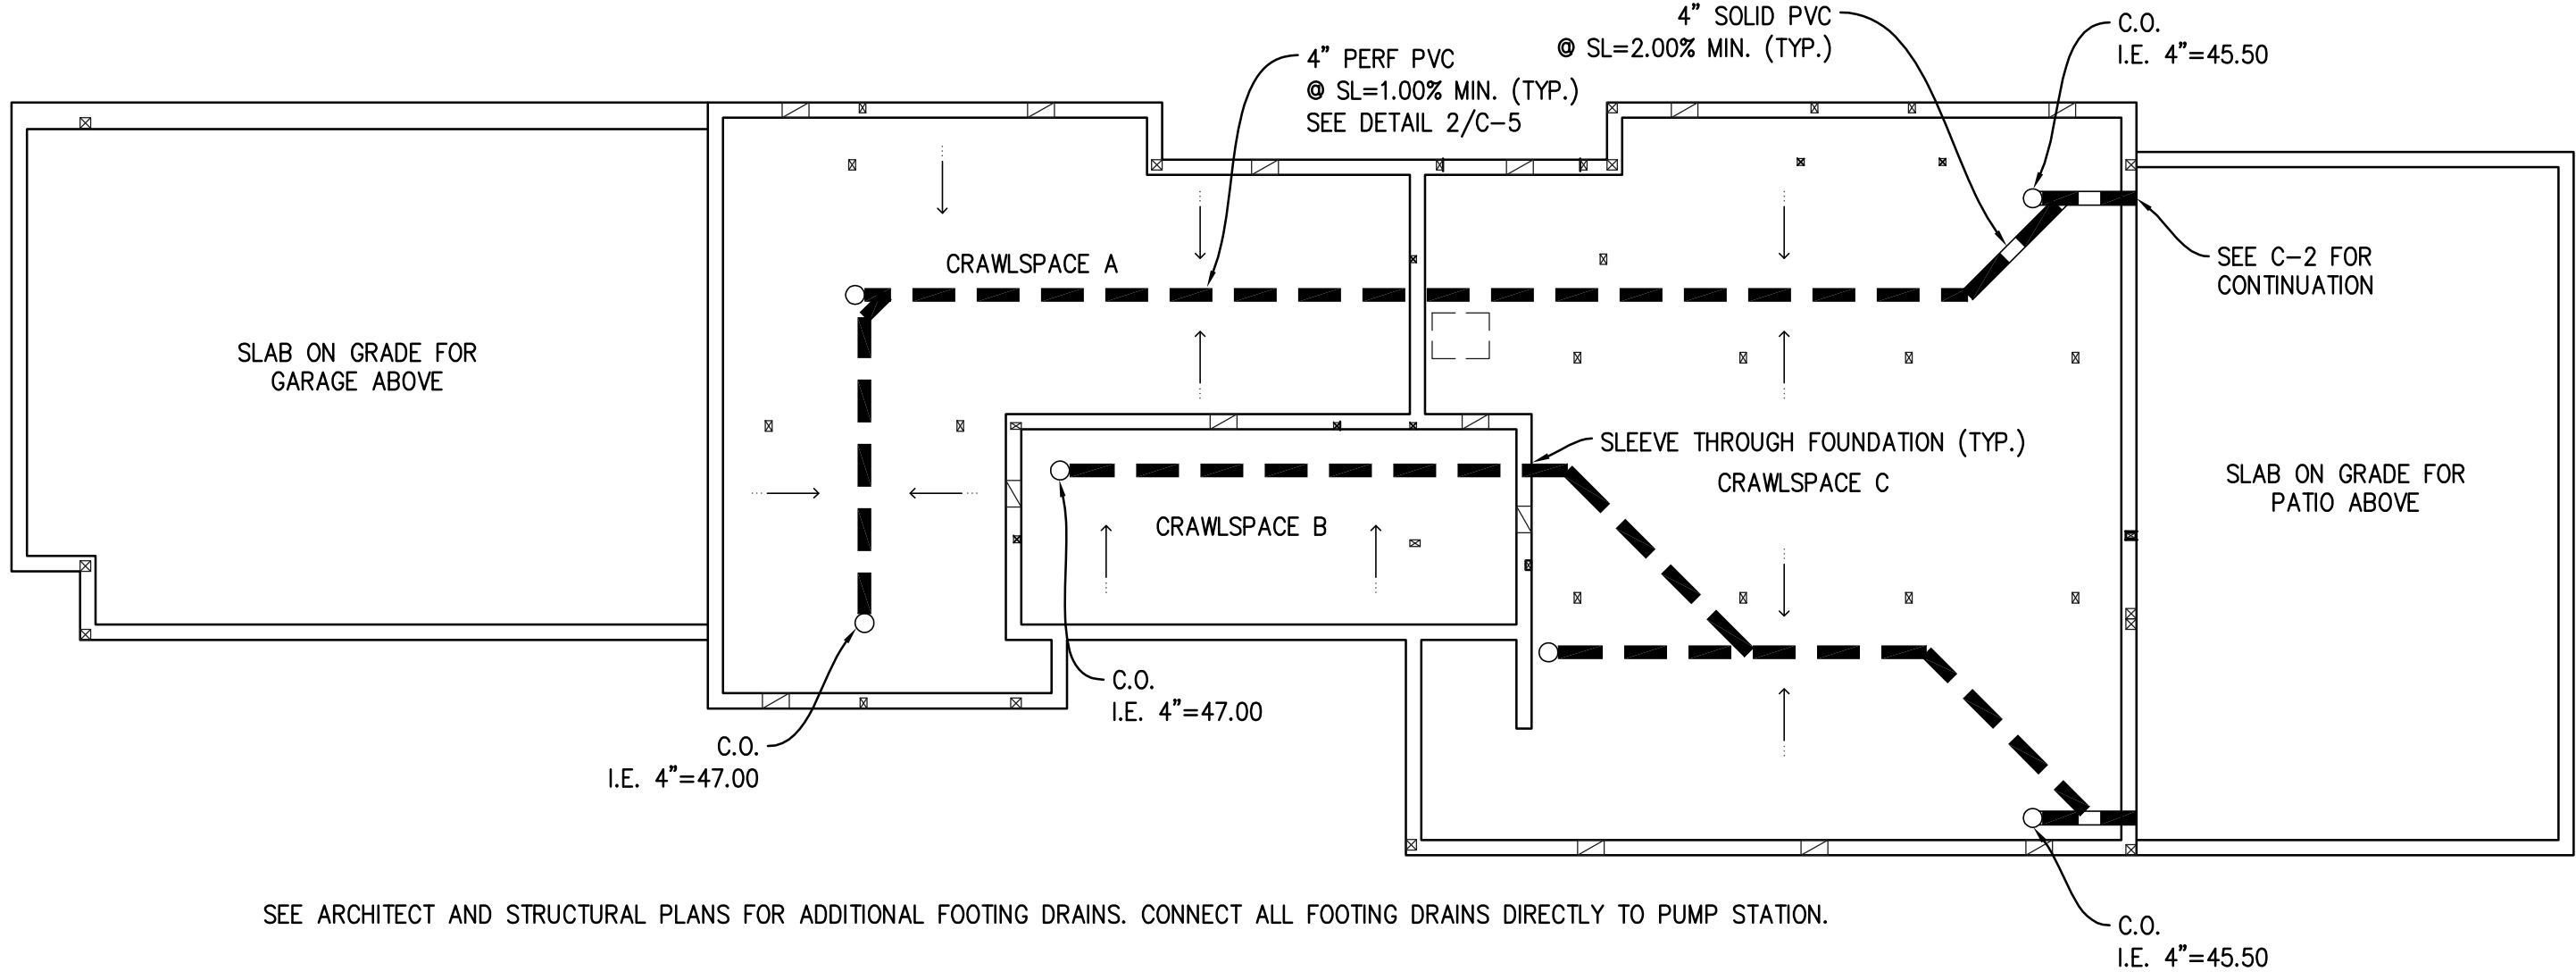 4" SOLID PVC
@ SL=2.00% MIN. (TYP.)
C.O.
I.E. 4"=45.50
4" PERF PVC
@ SL=1.00% MIN. (TYP.)
SEE DETAIL 2/C-5
CRAWLSPACE A
SEE C-2 FOR
CONTINUATION
SLAB ON GRADE FOR
GARAGE ABOVE
SLEEVE THROUGH FOUNDATION (TYP.)
CRAWLSPACE C
SLAB ON GRADE FOR
PATIO ABOVE
CRAWLSPACE B
C.O.
I.E. 4"=47.00
C.O.
I.E. 4"=47.00
SEE ARCHITECT AND STRUCTURAL PLANS FOR ADDITIONAL FOOTING DRAINS. CONNECT ALL FOOTING DRAINS DIRECTLY TO PUMP STATION.
C.O.
I.E. 4"=45.50